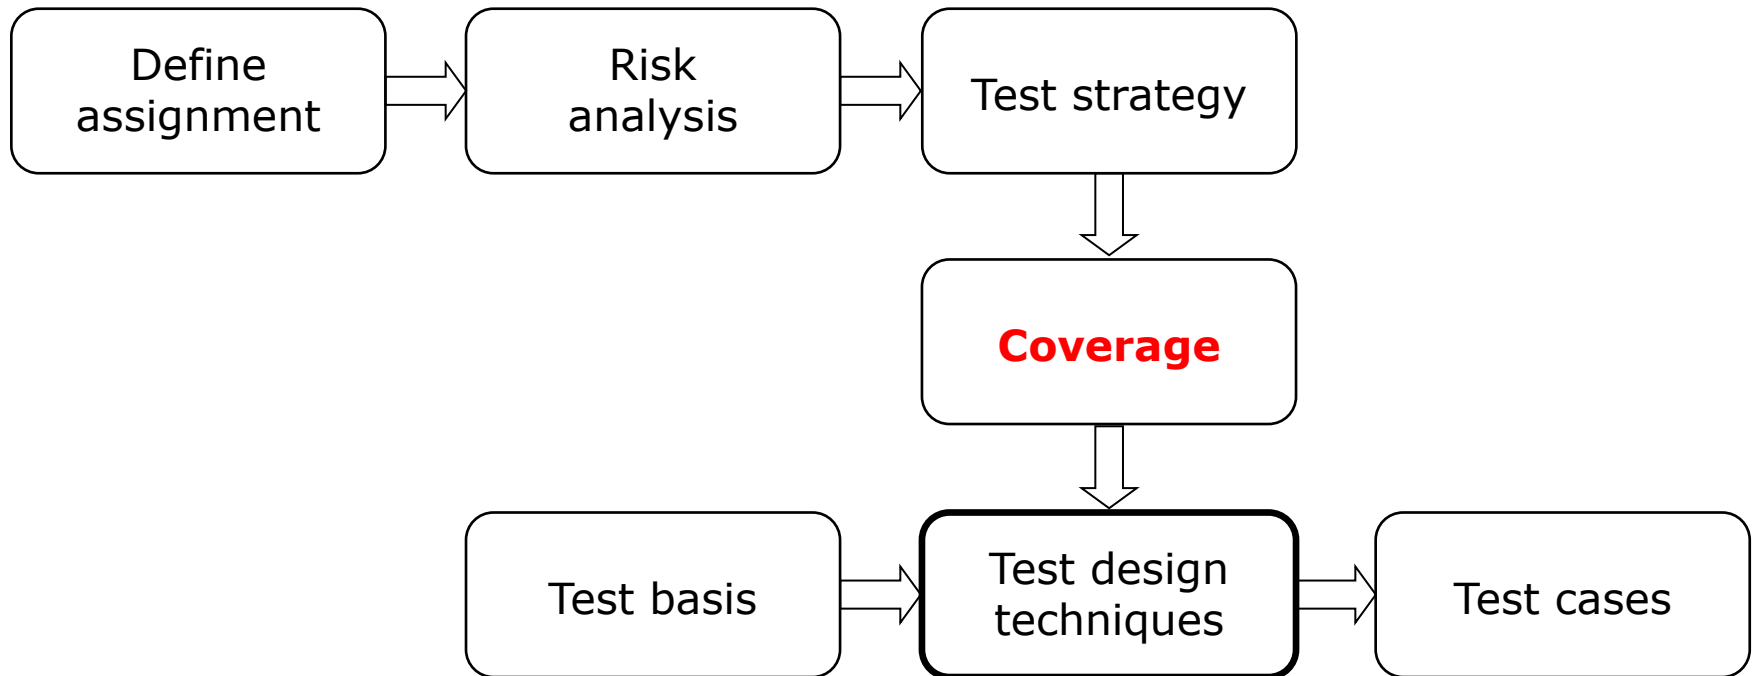 Define
assignment
Risk
analysis
Test strategy
Coverage
Test basis
Test design
techniques
Test cases